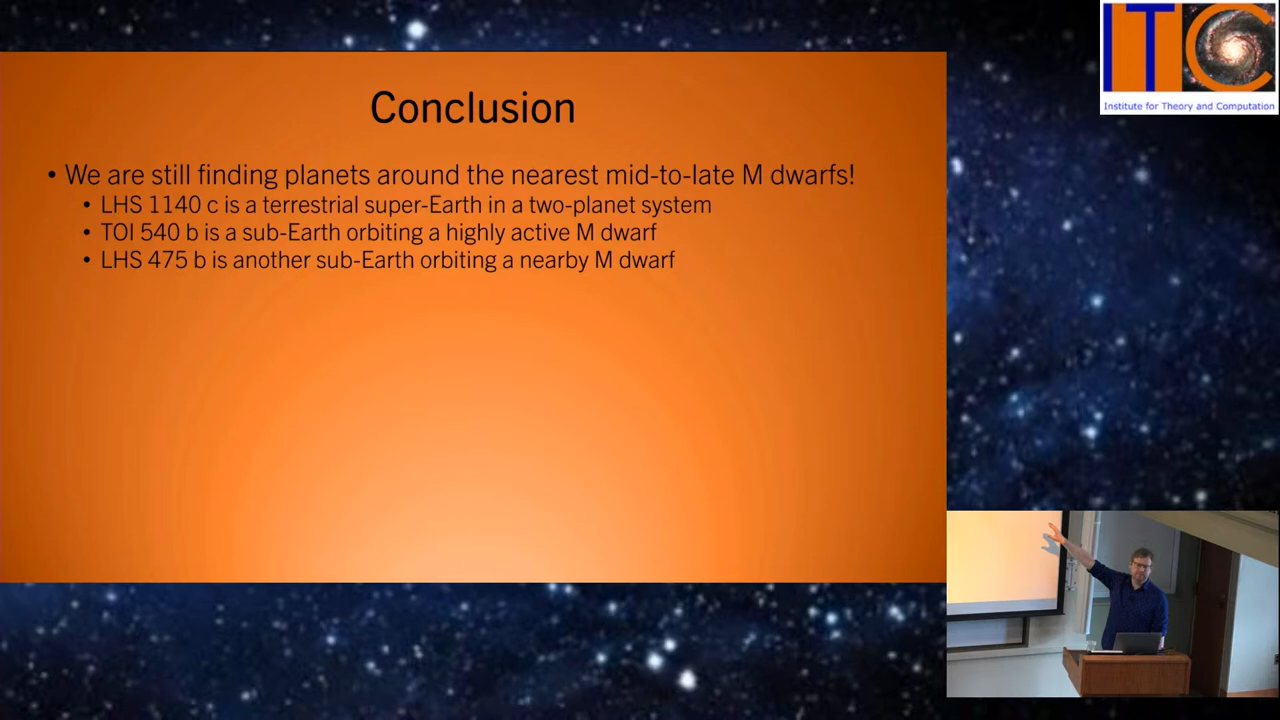 ITC
Institute for Theory and Computation
Conclusion
• We are still finding planets around the nearest mid-to-late M dwarfs!
• LHS 1140 c is a terrestrial super-Earth in a two-planet system
• TOI 540 b is a sub-Earth orbiting a highly active M dwarf
• LHS 475 b is another sub-Earth orbiting a nearby M dwarf